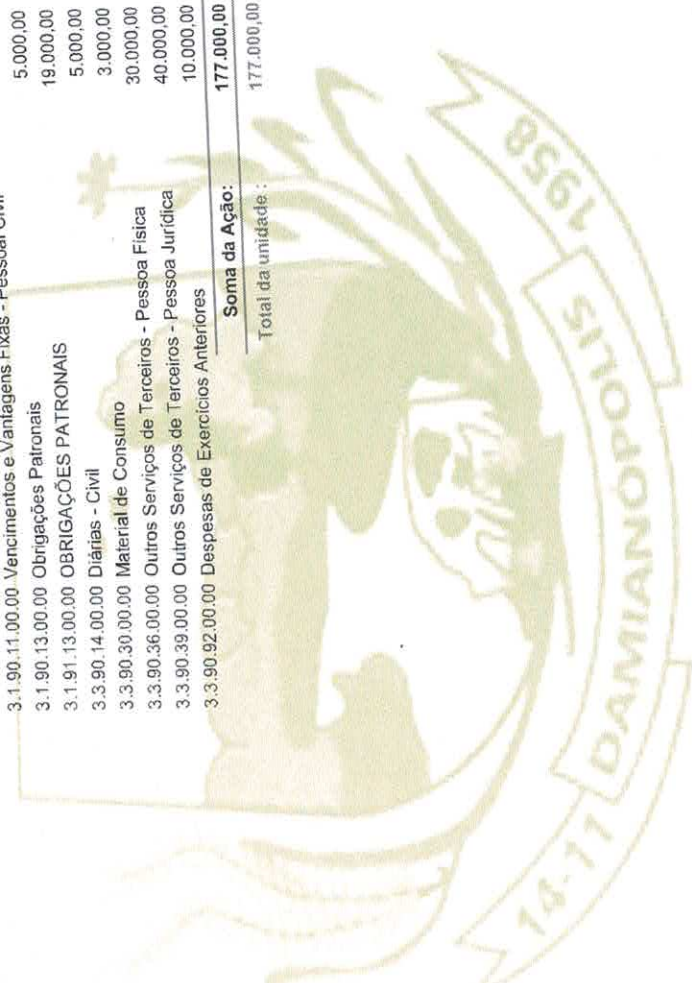 3.1.90.11.00.00 Vencimentos e Vantagens Fixas - Pessoal Civil
3.1.90.13.00.00 Obrigações Patronais 5.000,00
3.1.91.13.00.00 OBRIGAÇÕES PATRONAIS 19.000,00
3.3.90.14.00.00 Diárias - Civil 5.000,00
3.3.90.30.00.00 Material de Consumo 3.000,00
3.3.90.36.00.00 Outros Serviços de Terceiros - Pessoa Física 30.000,00
3.3.90.39.00.00 Outros Serviços de Terceiros - Pessoa Jurídica 40.000,00
3.3.90.92.00.00 Despesas de Exercícios Anteriores 10.000,00
Soma da Ação: 177.000,00
Total da unidade : 177.000,00
14-11 DAMIANÓPOLIS 1958